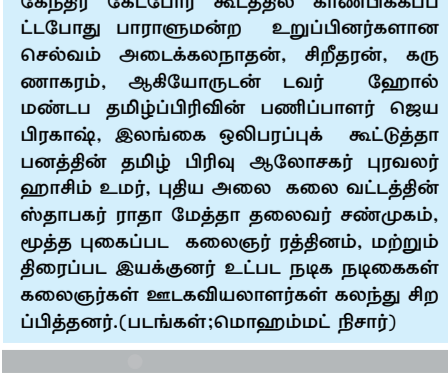 கேந்திர கேட்போர் கூடத்தில் காண்பிக்கப்ப
ட்டபோது பாராளுமன்ற உறுப்பினர்களான
செல்வம் அடைக்கலநாதன், சிறீதரன், கரு
ணாகரம், ஆகியோருடன் டவர் ஹோல்
மண்டப தமிழ்ப்பிரிவின் பணிப்பாளர் ஜெய
பிரகாஷ், இலங்கை ஒலிபரப்புக் கூட்டுத்தா
பனத்தின் தமிழ் பிரிவு ஆலோசகர் புரவலர்
ஹாசிம் உமர், புதிய அலை கலை வட்டத்தின்
ஸ்தாபகர் ராதா மேத்தா தலைவர் சண்முகம்,
மூத்த புகைப்பட கலைஞர் ரத்தினம், மற்றும்
திரைப்பட இயக்குனர் உட்பட நடிக நடிகைகள்
கலைஞர்கள் ஊடகவியலாளர்கள் கலந்து சிற
ப்பித்தனர்.(படங்கள்;மொஹம்மட் நிசார்)